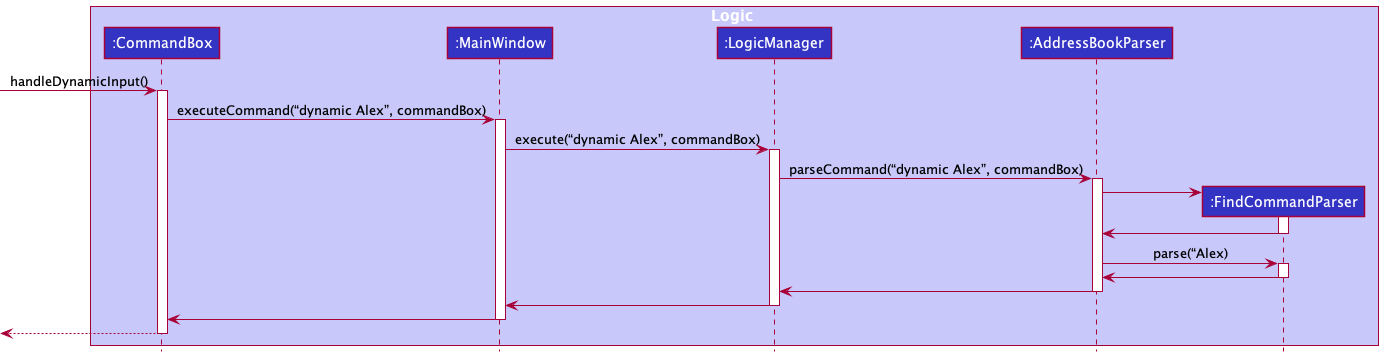 Logic
:CommandBox
:MainWindow
:LogicManager
:AddressBookParser
handleDynamicInput()
executeCommand(“dynamic Alex”, commandBox)
execute(“dynamic Alex”, commandBox)
parseCommand(“dynamic Alex”, commandBox)
:FindCommandParser
parse(“Alex)